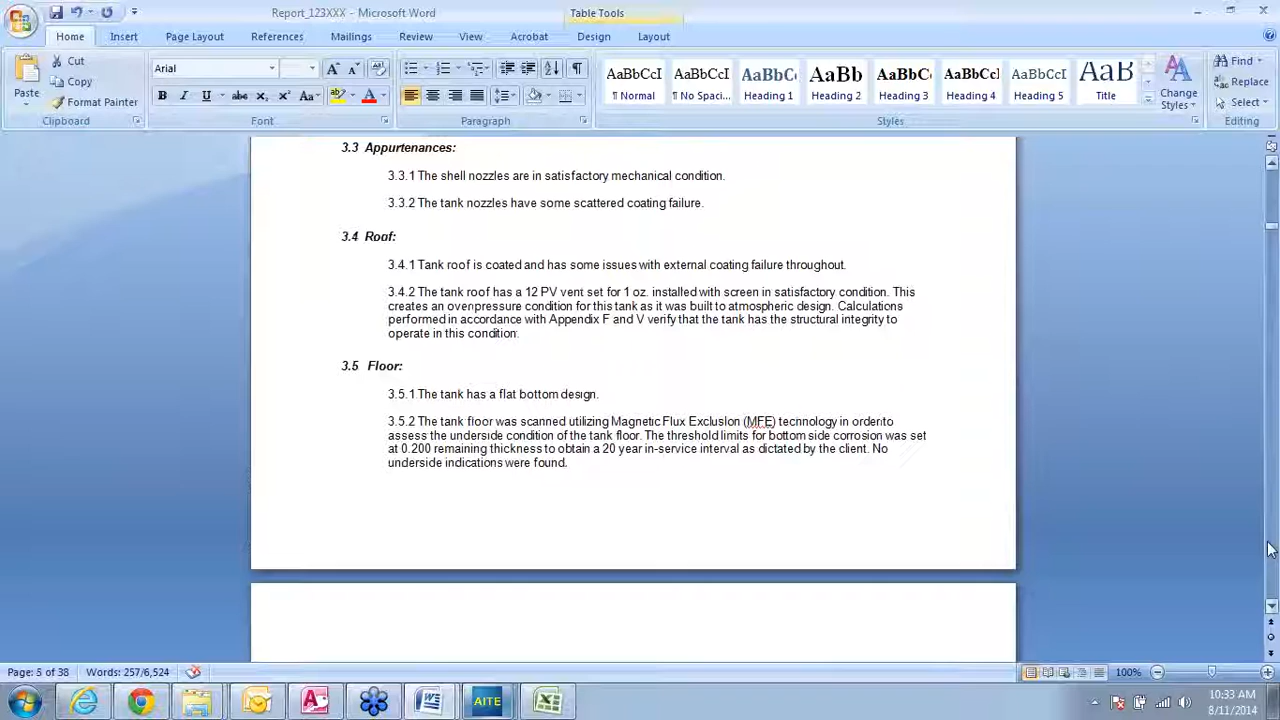 Report_123XXX - Microsoft Word
Table Tools
Home Insert Page Layout References Mailings Review View Acrobat Design Layout
Paste
Cut
Copy
Format Painter
Clipboard
Arial
Font
Paragraph
AaBbCcI AaBbCcI AaBbC AaBb AaBbC AaBbC AaBbCcI AaB
¶ Normal ¶ No Spaci... Heading 1 Heading 2 Heading 3 Heading 4 Heading 5 Title
Change Styles
Styles
Find
Replace
Select
Editing
3.3 Appurtenances:
3.3.1 The shell nozzles are in satisfactory mechanical condition.
3.3.2 The tank nozzles have some scattered coating failure.
3.4 Roof:
3.4.1 Tank roof is coated and has some issues with external coating failure throughout.
3.4.2 The tank roof has a 12 PV vent set for 1 oz. installed with screen in satisfactory condition. This
creates an overpressure condition for this tank as it was built to atmospheric design. Calculations
performed in accordance with Appendix F and V verify that the tank has the structural integrity to
operate in this condition.
3.5 Floor:
3.5.1 The tank has a flat bottom design.
3.5.2 The tank floor was scanned utilizing Magnetic Flux Exclusion (MFE) technology in order to
assess the underside condition of the tank floor. The threshold limits for bottom side corrosion was set
at 0.200 remaining thickness to obtain a 20 year in-service interval as dictated by the client. No
underside indications were found.
Page: 5 of 38 Words: 257/6,524 100%
AITE
10:33 AM
8/11/2014